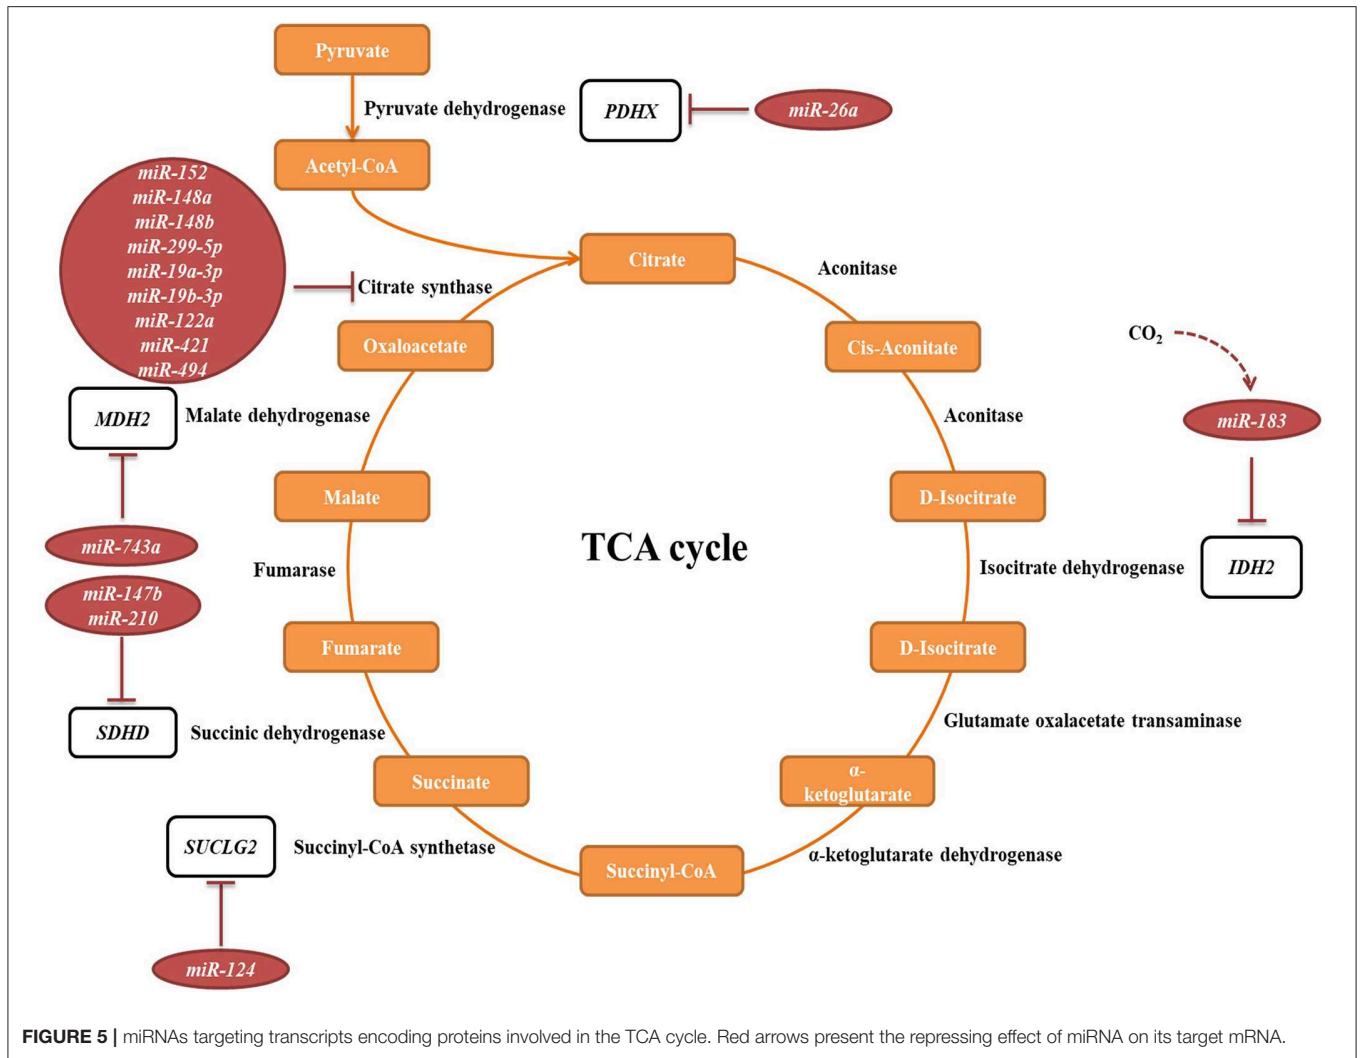 Pyruvate
Pyruvate dehydrogenase
PDHX
miR-26a
Acetyl-CoA
miR-152
miR-148a
miR-148b
miR-299-5p
miR-19a-3p
miR-19b-3p
miR-122a
miR-421
miR-494
Citrate synthase
Citrate
Aconitase
Oxaloacetate
Cis-Aconitate
CO₂
miR-183
MDH2
Malate dehydrogenase
Aconitase
Malate
D-Isocitrate
miR-743a
TCA cycle
Fumarase
Isocitrate dehydrogenase
IDH2
miR-147b
miR-210
Fumarate
D-Isocitrate
SDHD
Succinic dehydrogenase
Glutamate oxalacetate transaminase
Succinate
α-
ketoglutarate
SUCLG2
Succinyl-CoA synthetase
Succinyl-CoA
α-ketoglutarate dehydrogenase
miR-124
FIGURE 5 | miRNAs targeting transcripts encoding proteins involved in the TCA cycle. Red arrows present the repressing effect of miRNA on its target mRNA.